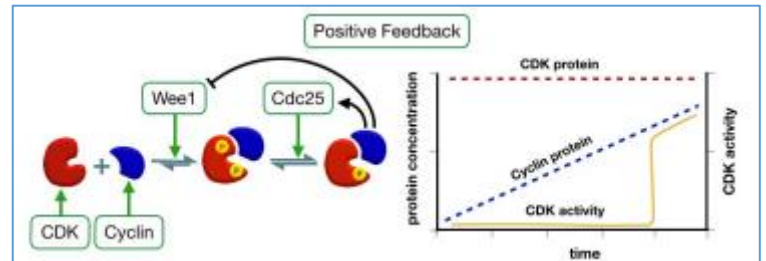 Positive Feedback
Wee1
Cdc25
+
P
P
P
CDK
Cyclin
CDK protein
protein concentration
Cyclin protein
CDK activity
CDK activity
time